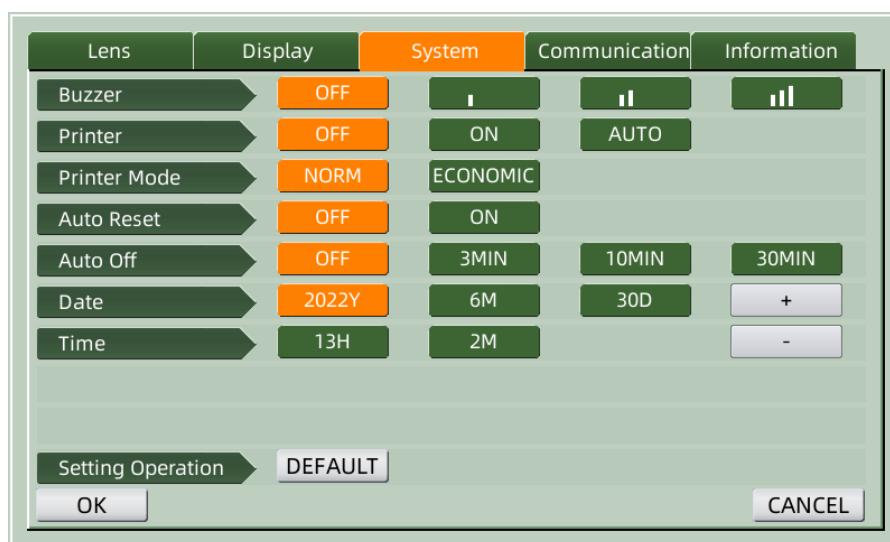 Lens Display System Communication Information
Buzzer OFF
Printer OFF ON AUTO
Printer Mode NORM ECONOMIC
Auto Reset OFF ON
Auto Off OFF 3MIN 10MIN 30MIN
Date 2022Y 6M 30D +
Time 13H 2M -
Setting Operation DEFAULT
OK CANCEL